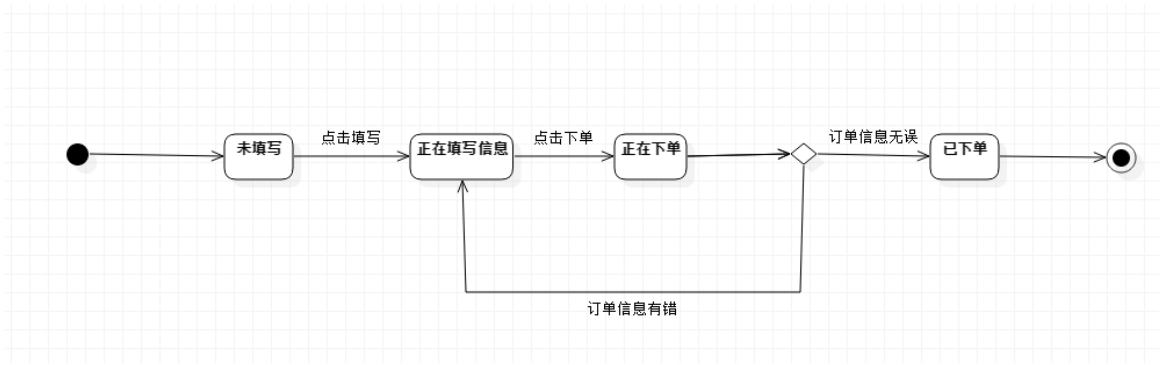 未填写
点击填写
正在填写信息
点击下单
正在下单
订单信息无误
已下单
订单信息有错